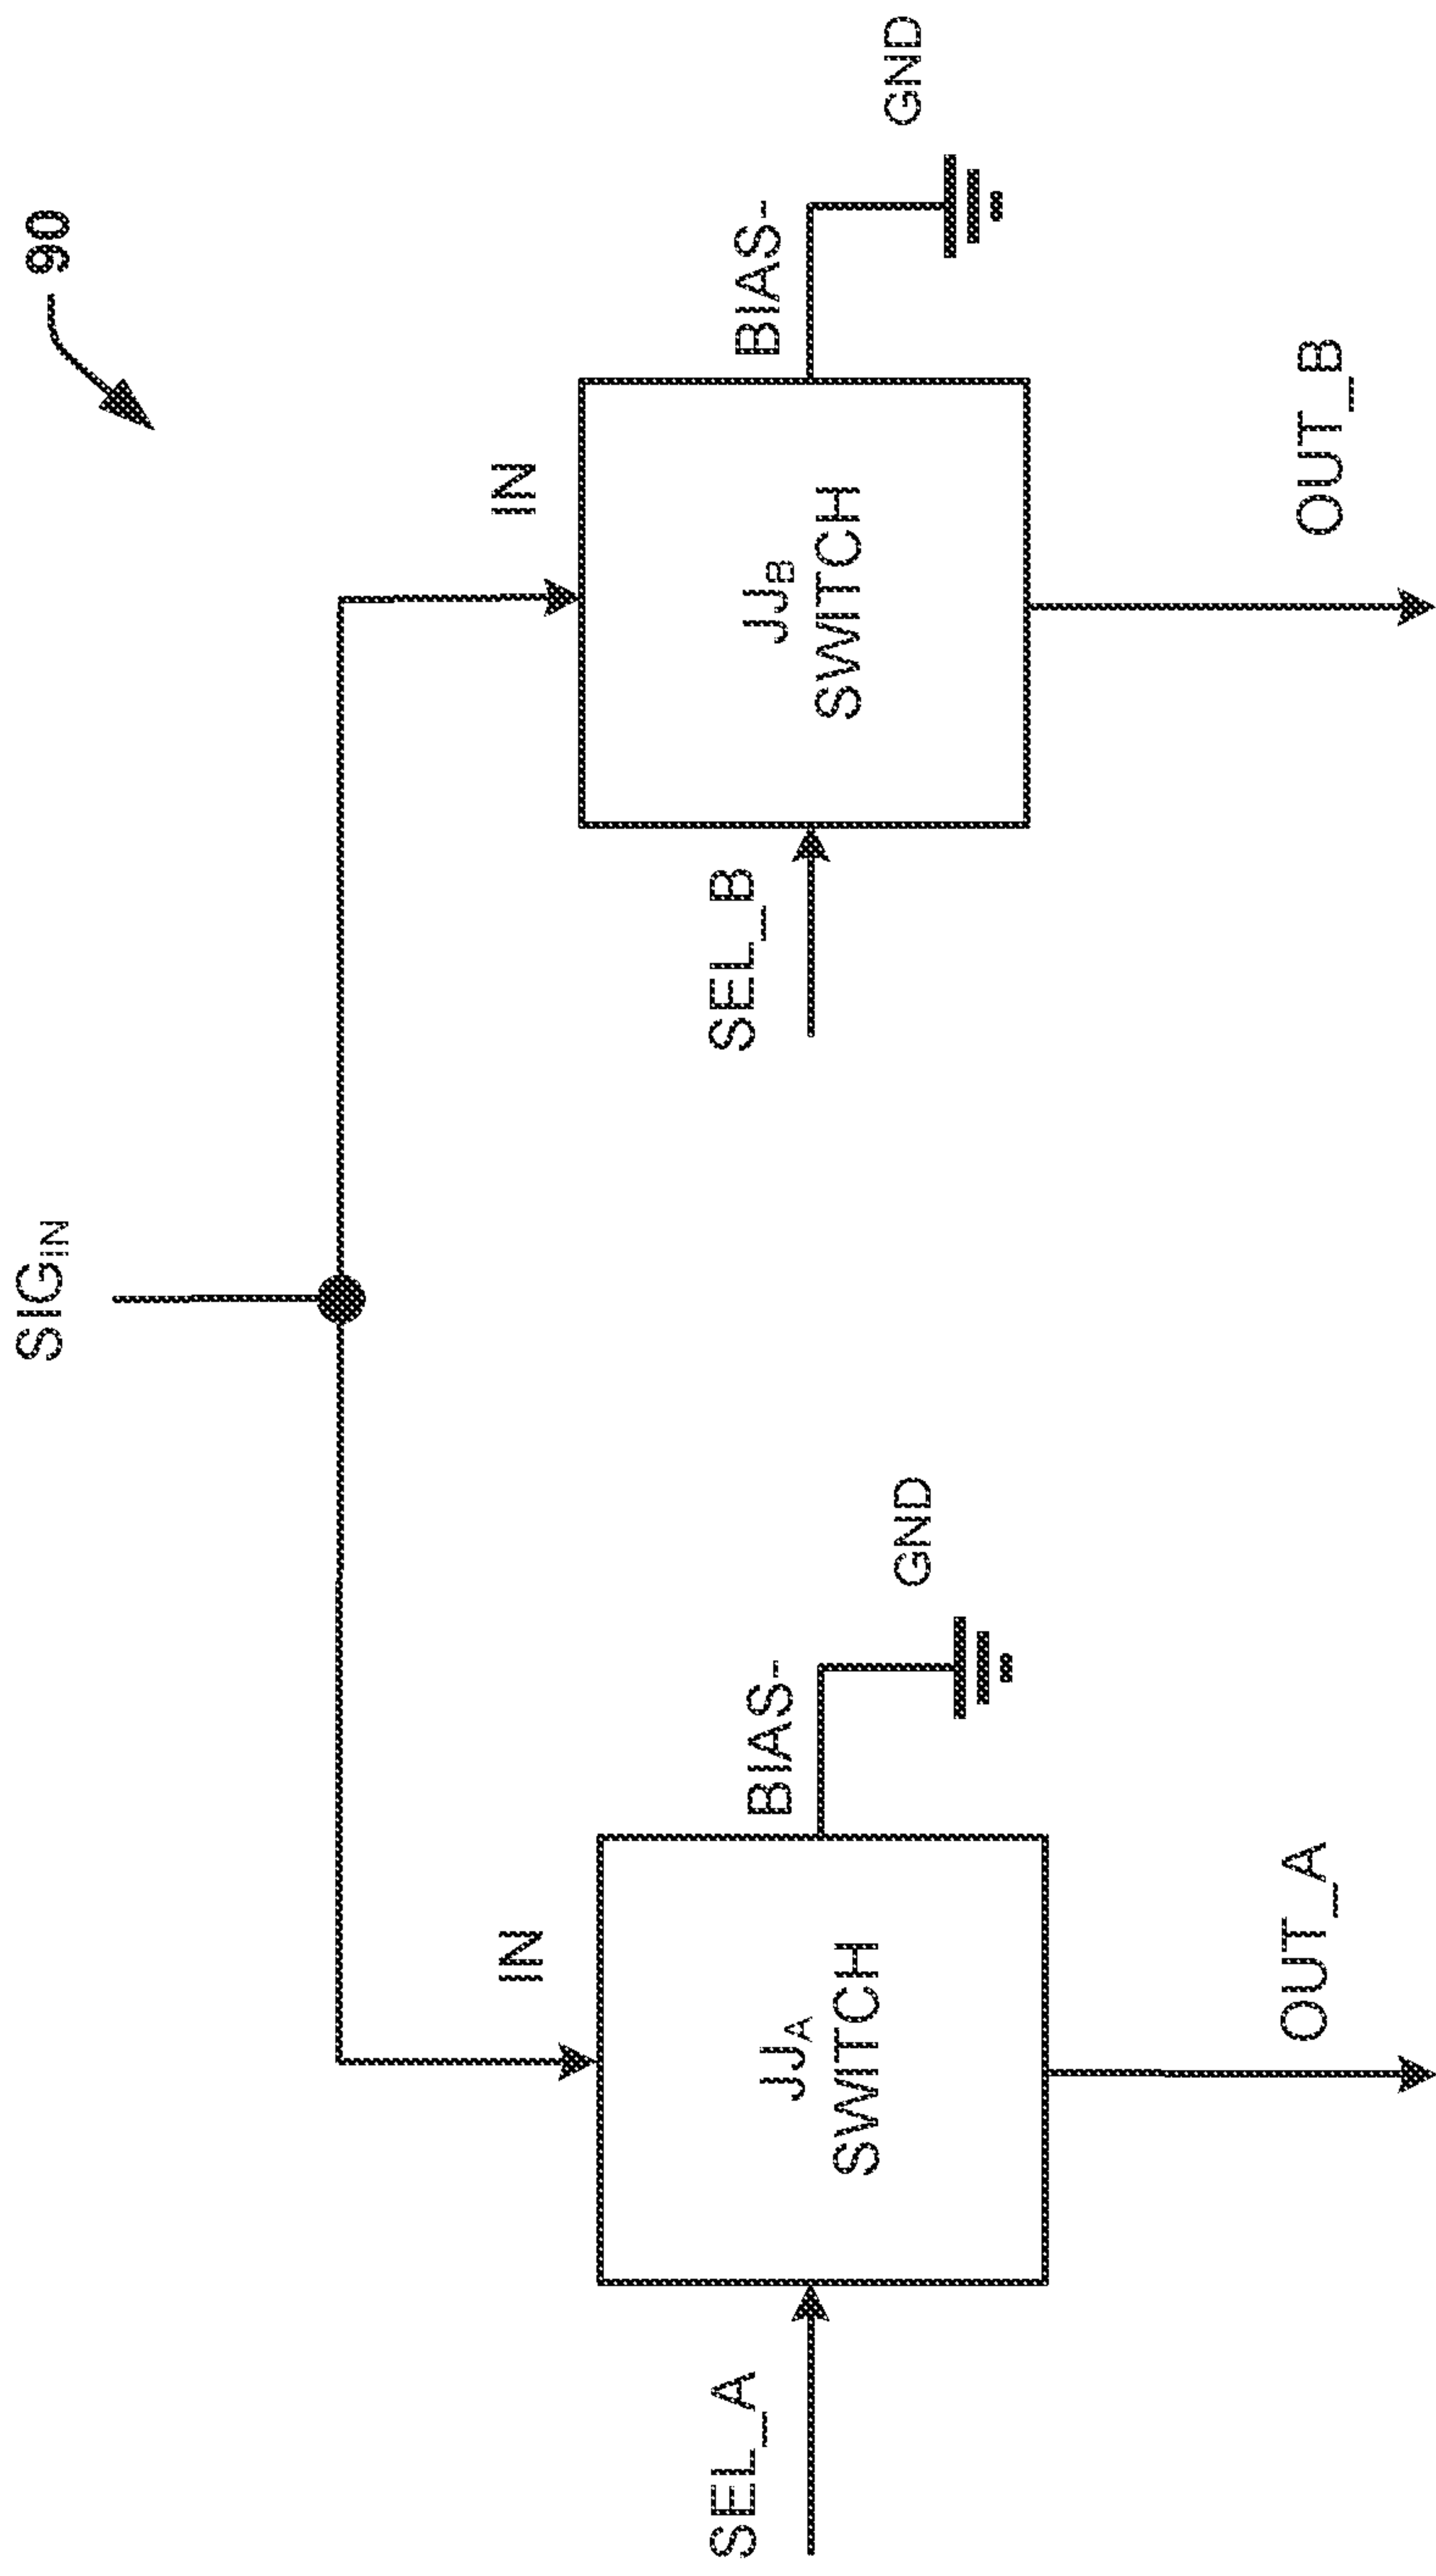 90
SIG_IN
IN
IN
SEL_A
JJ_A
SWITCH
BIAS-
GND
SEL_B
JJ_B
SWITCH
BIAS-
GND
OUT_A
OUT_B